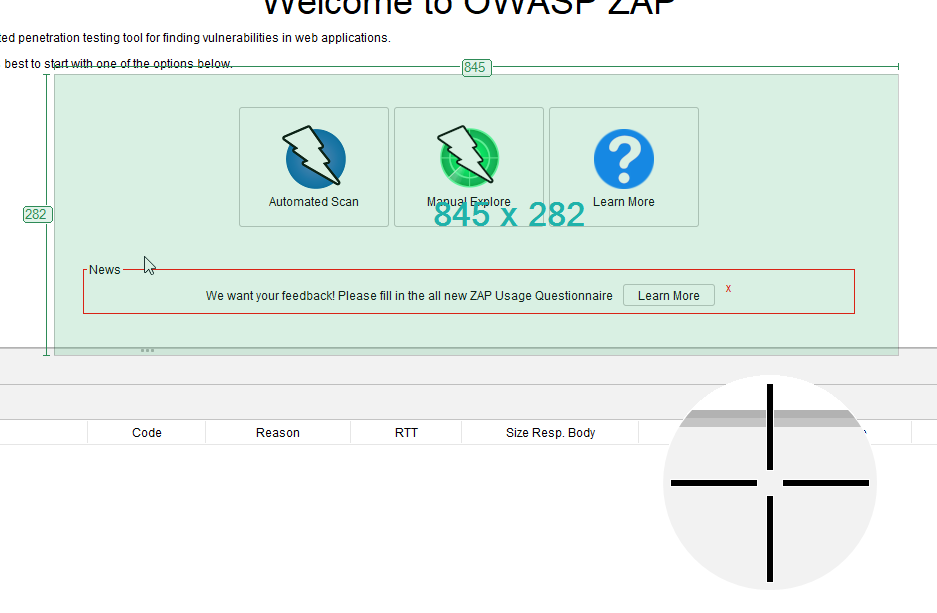 Welcome to OWASP ZAP
ted penetration testing tool for finding vulnerabilities in web applications.
best to start with one of the options below.
845
282
Automated Scan
Manual Explore
Learn More
845 x 282
News
We want your feedback! Please fill in the all new ZAP Usage Questionnaire
Learn More
x
Code
Reason
RTT
Size Resp. Body